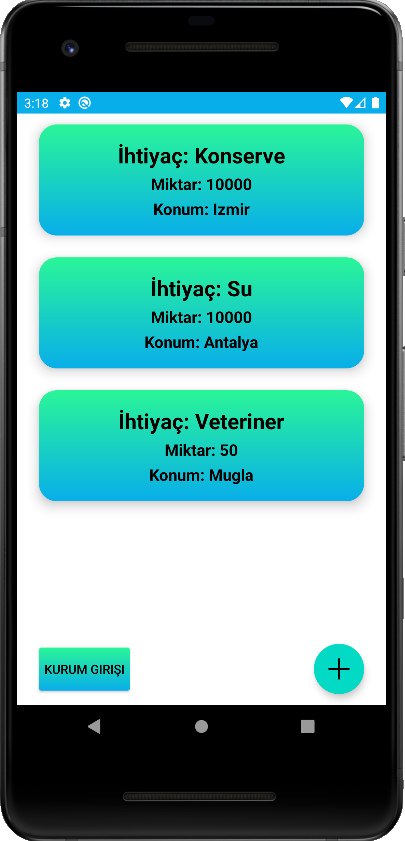 3:18
İhtiyaç: Konserve
Miktar: 10000
Konum: Izmir
İhtiyaç: Su
Miktar: 10000
Konum: Antalya
İhtiyaç: Veteriner
Miktar: 50
Konum: Mugla
KURUM GIRIŞI